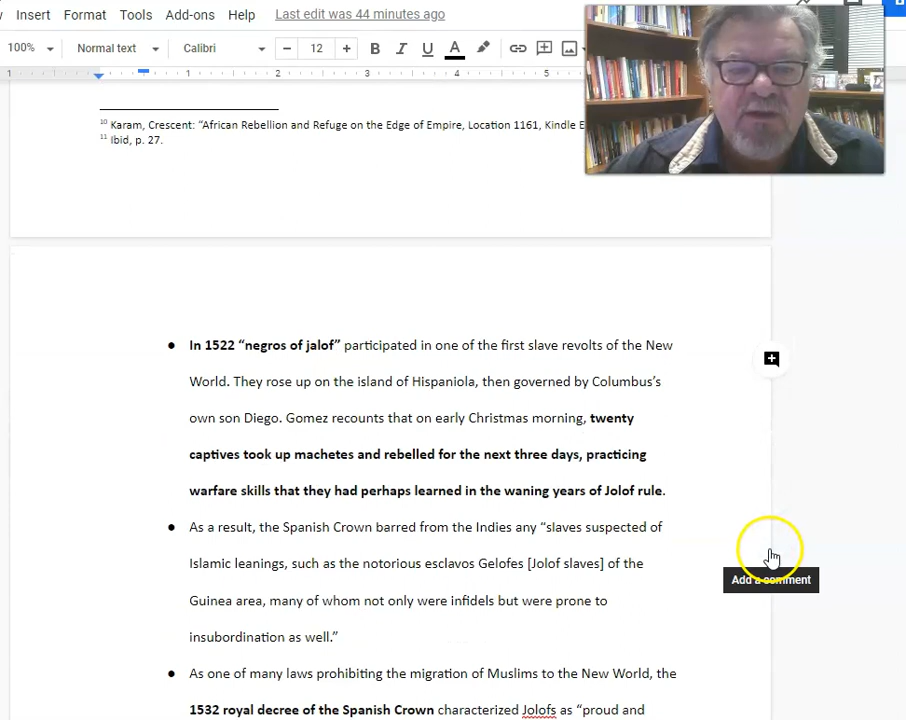 Insert Format Tools Add-ons Help Last edit was 44 minutes ago
100% Normal text Calibri 12 B I U A
1 1 2 3 4 5
10 Karam, Crescent: “African Rebellion and Refuge on the Edge of Empire, Location 1161, Kindle E
11 Ibid, p. 27.
● In 1522 “negros of jalof” participated in one of the first slave revolts of the New
World. They rose up on the island of Hispaniola, then governed by Columbus’s
own son Diego. Gomez recounts that on early Christmas morning, twenty
captives took up machetes and rebelled for the next three days, practicing
warfare skills that they had perhaps learned in the waning years of Jolof rule.
● As a result, the Spanish Crown barred from the Indies any “slaves suspected of
Islamic leanings, such as the notorious esclavos Gelofes [Jolof slaves] of the
Add a comment
Guinea area, many of whom not only were infidels but were prone to
insubordination as well.”
● As one of many laws prohibiting the migration of Muslims to the New World, the
1532 royal decree of the Spanish Crown characterized Jolofs as “proud and